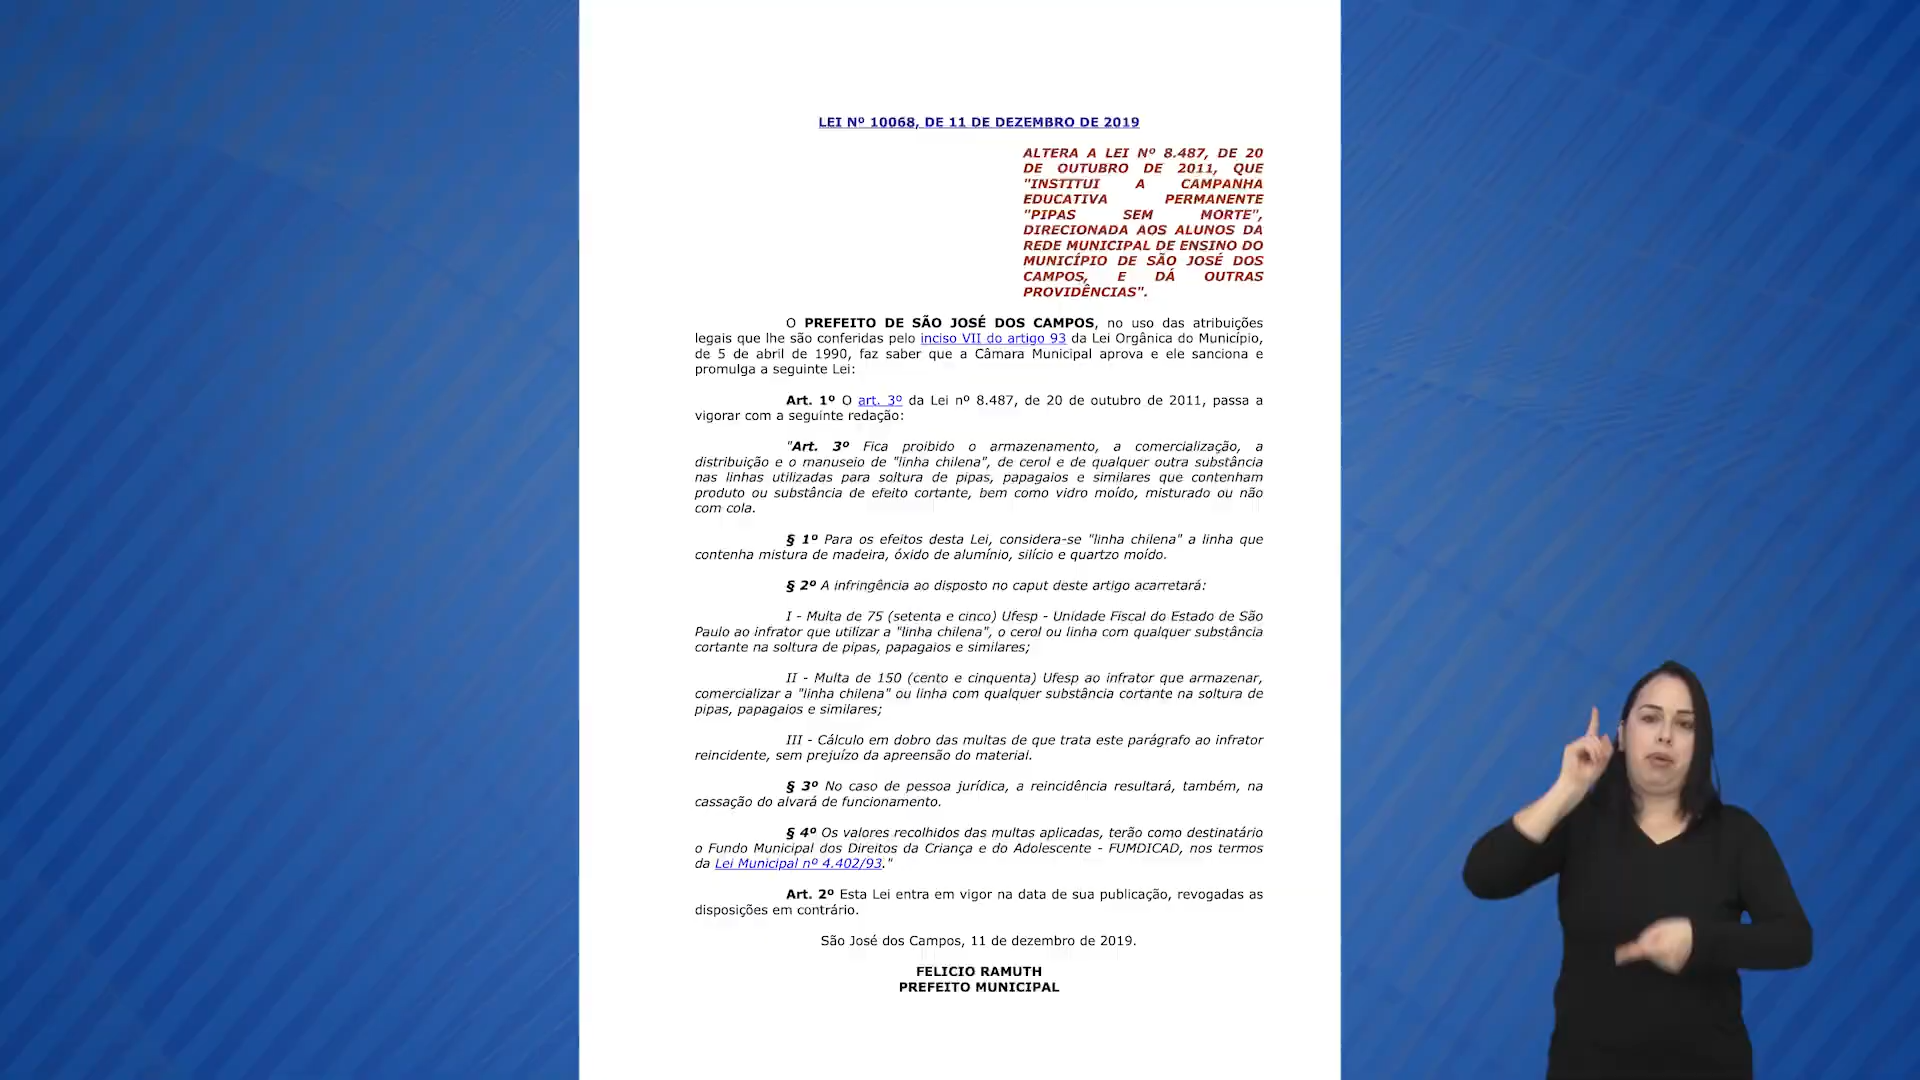 LEI Nº 10068, DE 11 DE DEZEMBRO DE 2019
ALTERA A LEI Nº 8.487, DE 20
DE OUTUBRO DE 2011, QUE
"INSTITUI A CAMPANHA
EDUCATIVA PERMANENTE
"PIPAS SEM MORTE",
DIRECIONADA AOS ALUNOS DA
REDE MUNICIPAL DE ENSINO DO
MUNICÍPIO DE SÃO JOSÉ DOS
CAMPOS, E DÁ OUTRAS
PROVIDÊNCIAS".
O PREFEITO DE SÃO JOSÉ DOS CAMPOS, no uso das atribuições
legais que lhe são conferidas pelo inciso VII do artigo 93 da Lei Orgânica do Município,
de 5 de abril de 1990, faz saber que a Câmara Municipal aprova e ele sanciona e
promulga a seguinte Lei:
Art. 1º O art. 3º da Lei nº 8.487, de 20 de outubro de 2011, passa a
vigorar com a seguinte redação:
"Art. 3º Fica proibido o armazenamento, a comercialização, a
distribuição e o manuseio de "linha chilena", de cerol e de qualquer outra substância
nas linhas utilizadas para soltura de pipas, papagaios e similares que contenham
produto ou substância de efeito cortante, bem como vidro moído, misturado ou não
com cola.
§ 1º Para os efeitos desta Lei, considera-se "linha chilena" a linha que
contenha mistura de madeira, óxido de alumínio, silício e quartzo moído.
§ 2º A infringência ao disposto no caput deste artigo acarretará:
I - Multa de 75 (setenta e cinco) Ufesp - Unidade Fiscal do Estado de São
Paulo ao infrator que utilizar a "linha chilena", o cerol ou linha com qualquer substância
cortante na soltura de pipas, papagaios e similares;
II - Multa de 150 (cento e cinquenta) Ufesp ao infrator que armazenar,
comercializar a "linha chilena" ou linha com qualquer substância cortante na soltura de
pipas, papagaios e similares;
III - Cálculo em dobro das multas de que trata este parágrafo ao infrator
reincidente, sem prejuízo da apreensão do material.
§ 3º No caso de pessoa jurídica, a reincidência resultará, também, na
cassação do alvará de funcionamento.
§ 4º Os valores recolhidos das multas aplicadas, terão como destinatário
o Fundo Municipal dos Direitos da Criança e do Adolescente - FUMDICAD, nos termos
da Lei Municipal nº 4.402/93."
Art. 2º Esta Lei entra em vigor na data de sua publicação, revogadas as
disposições em contrário.
São José dos Campos, 11 de dezembro de 2019.
FELICIO RAMUTH
PREFEITO MUNICIPAL